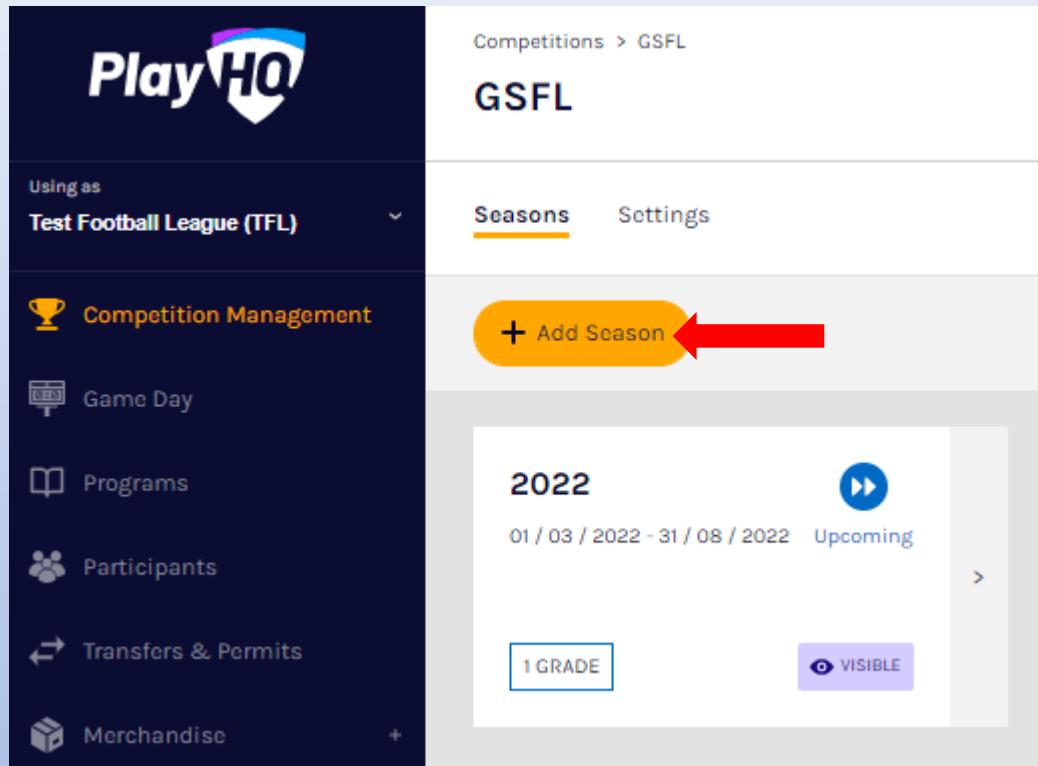 PlayHQ
Using as
Test Football League (TFL)
Competition Management
Game Day
Programs
Participants
Transfers & Permits
Merchandise +
Competitions > GSFL
GSFL
Seasons Settings
+ Add Season
2022
01 / 03 / 2022 - 31 / 08 / 2022 Upcoming
>
1 GRADE VISIBLE